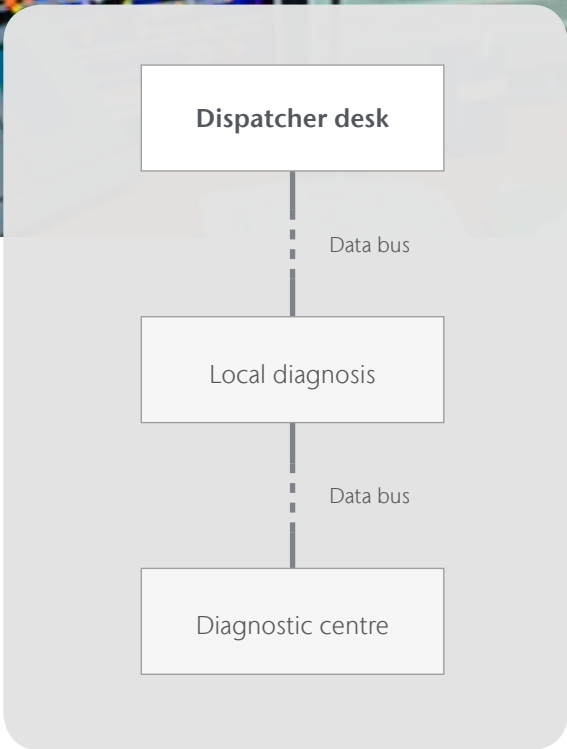 Dispatcher desk
Data bus
Local diagnosis
Data bus
Diagnostic centre